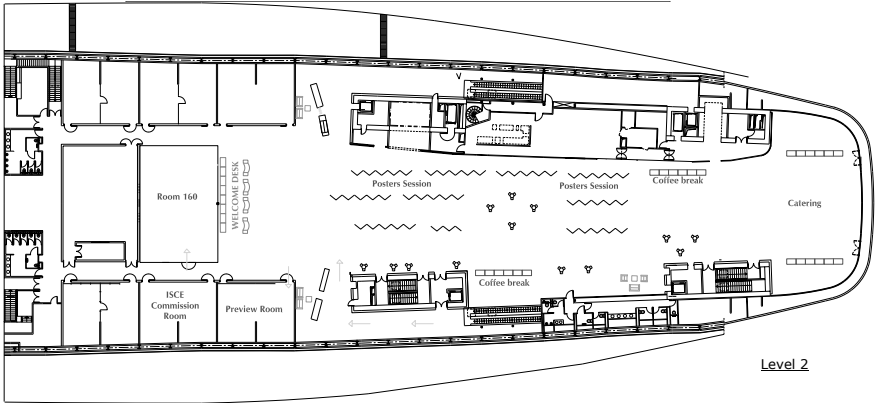 Posters Session
Posters Session
Coffee break
Room 160
WELCOME DESK
Catering
Coffee break
ISCE
Commission
Room
Preview Room
Level 2